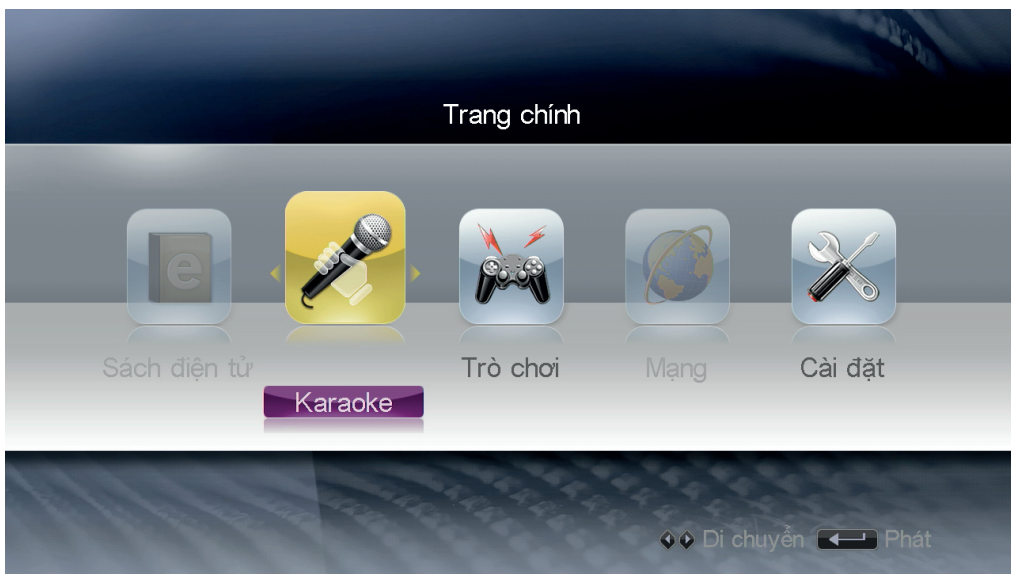 Trang chính
e
Sách điện tử
Trò chơi
Mạng
Cài đặt
Karaoke
Di chuyển
Phát